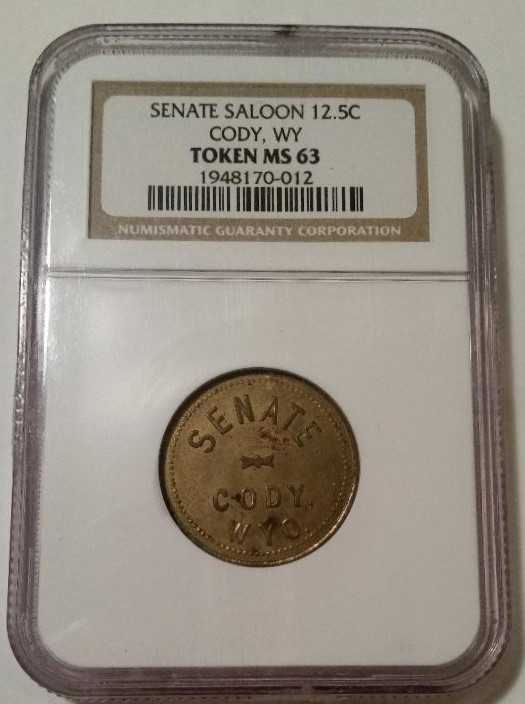 SENATE SALOON 12.5C
CODY, WY
TOKEN MS 63
1948170-012
NUMISMATIC GUARANTY CORPORATION
SENATE
CODY,
WYO.